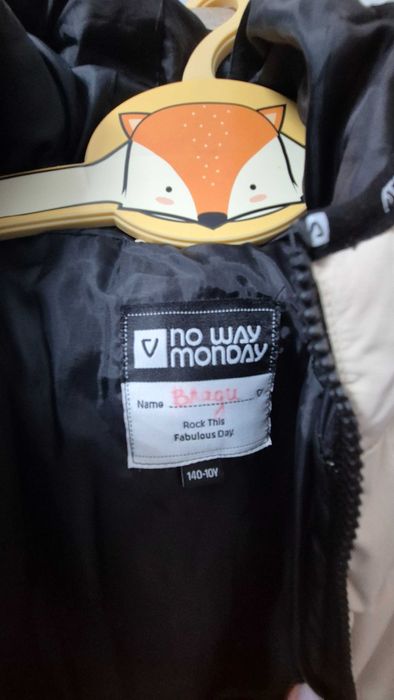 no way
monday
Name
Rock This
Fabulous Day.
140-10Y